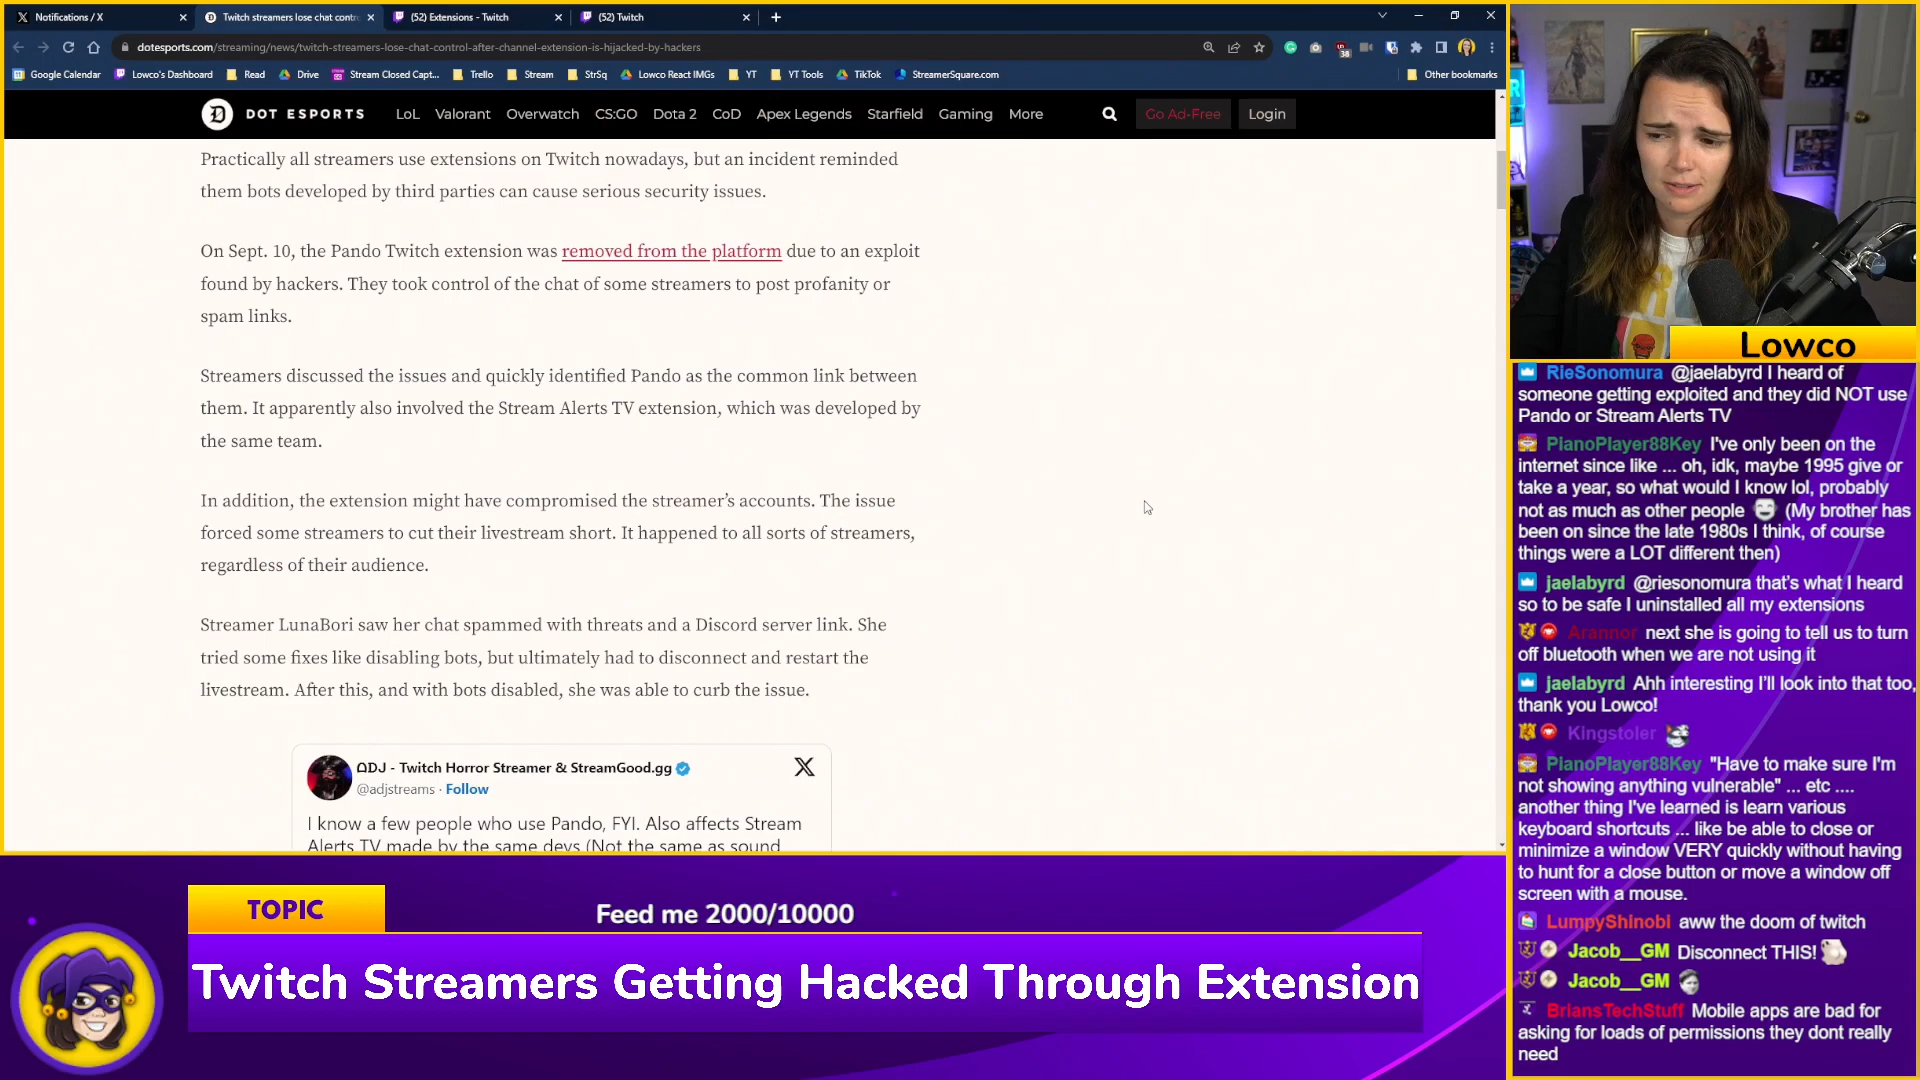 Notifications / X
Twitch streamers lose chat contr
(52) Extensions - Twitch
(52) Twitch
dotesports.com/streaming/news/twitch-streamers-lose-chat-control-after-channel-extension-is-hijacked-by-hackers
38
Google Calendar
Lowco's Dashboard
Read
Drive
Stream Closed Capt...
Trello
Stream
StrSq
Lowco React IMGs
YT
YT Tools
TikTok
StreamerSquare.com
Other bookmarks
DOT ESPORTS
LoL
Valorant
Overwatch
CS:GO
Dota 2
CoD
Apex Legends
Starfield
Gaming
More
Go Ad-Free
Login
Practically all streamers use extensions on Twitch nowadays, but an incident reminded
them bots developed by third parties can cause serious security issues.
On Sept. 10, the Pando Twitch extension was removed from the platform due to an exploit
found by hackers. They took control of the chat of some streamers to post profanity or
spam links.
Streamers discussed the issues and quickly identified Pando as the common link between
them. It apparently also involved the Stream Alerts TV extension, which was developed by
the same team.
In addition, the extension might have compromised the streamer's accounts. The issue
forced some streamers to cut their livestream short. It happened to all sorts of streamers,
regardless of their audience.
Streamer LunaBori saw her chat spammed with threats and a Discord server link. She
tried some fixes like disabling bots, but ultimately had to disconnect and restart the
livestream. After this, and with bots disabled, she was able to curb the issue.
ΩDJ - Twitch Horror Streamer & StreamGood.gg
@adjstreams · Follow
I know a few people who use Pando, FYI. Also affects Stream
Alerts TV made by the same devs (Not the same as sound
Lowco
RieSonomura @jaelabyrd I heard of
someone getting exploited and they did NOT use
Pando or Stream Alerts TV
PianoPlayer88Key I've only been on the
internet since like ... oh, idk, maybe 1995 give or
take a year, so what would I know lol, probably
not as much as other people (My brother has
been on since the late 1980s I think, of course
things were a LOT different then)
jaelabyrd @riesonomura that's what I heard
so to be safe I uninstalled all my extensions
Arannor next she is going to tell us to turn
off bluetooth when we are not using it
jaelabyrd Ahh interesting I'll look into that too,
thank you Lowco!
Kingstoler
PianoPlayer88Key "Have to make sure I'm
not showing anything vulnerable" ... etc ....
another thing I've learned is learn various
keyboard shortcuts ... like be able to close or
minimize a window VERY quickly without having
to hunt for a close button or move a window off
screen with a mouse.
LumpyShinobi aww the doom of twitch
Jacob__GM Disconnect THIS!
Jacob__GM
BriansTechStuff Mobile apps are bad for
asking for loads of permissions they dont really
need
TOPIC
Feed me 2000/10000
Twitch Streamers Getting Hacked Through Extension